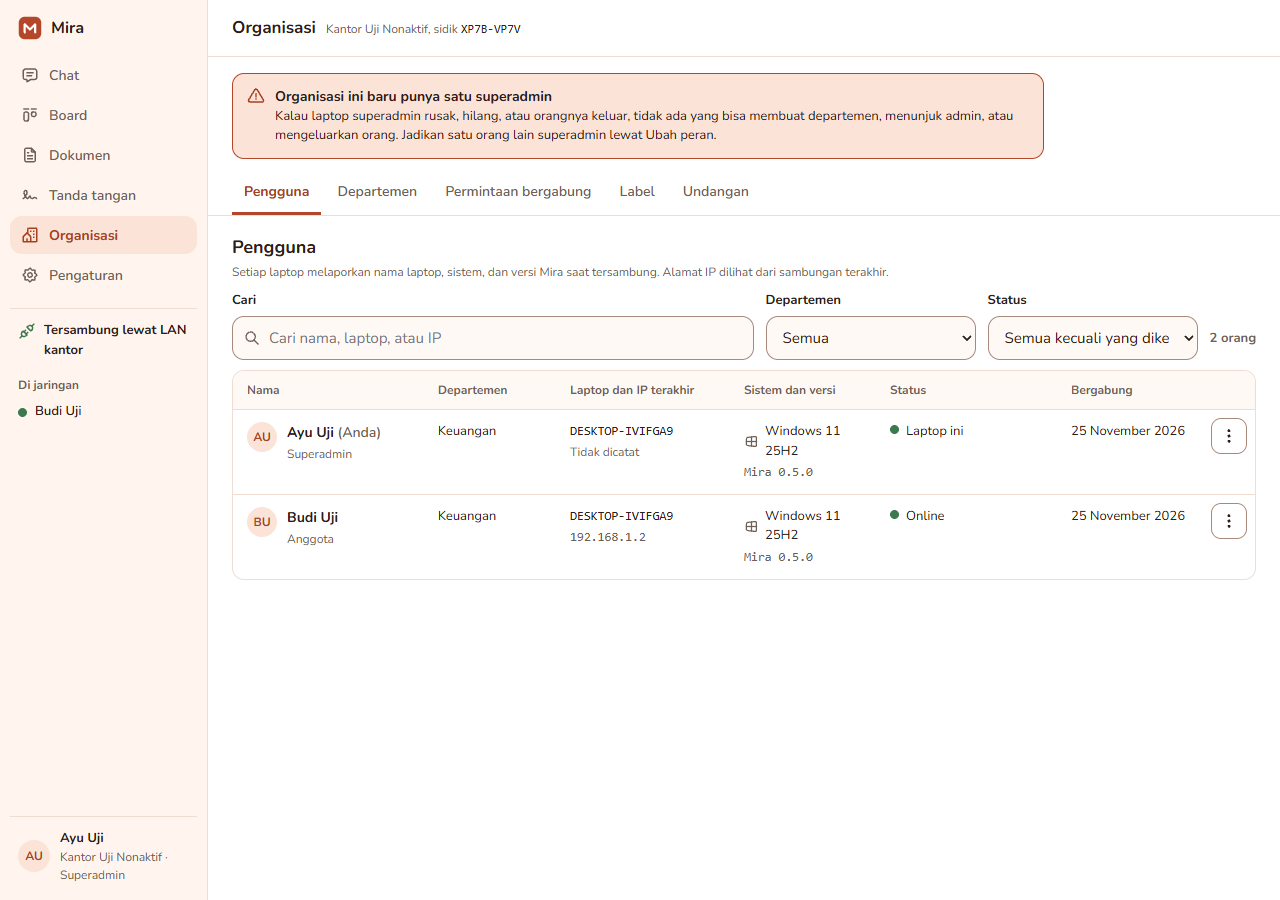 Mira
Chat
Board
Dokumen
Tanda tangan
Organisasi
Pengaturan
Tersambung lewat LAN
kantor
Di jaringan
Budi Uji
AU
Ayu Uji
Kantor Uji Nonaktif ·
Superadmin
Organisasi Kantor Uji Nonaktif, sidik XP7B-VP7V
Organisasi ini baru punya satu superadmin
Kalau laptop superadmin rusak, hilang, atau orangnya keluar, tidak ada yang bisa membuat departemen, menunjuk admin, atau
mengeluarkan orang. Jadikan satu orang lain superadmin lewat Ubah peran.
Pengguna Departemen Permintaan bergabung Label Undangan
Pengguna
Setiap laptop melaporkan nama laptop, sistem, dan versi Mira saat tersambung. Alamat IP dilihat dari sambungan terakhir.
Cari Departemen Status
Cari nama, laptop, atau IP Semua Semua kecuali yang dike 2 orang
Nama Departemen Laptop dan IP terakhir Sistem dan versi Status Bergabung
AU Ayu Uji (Anda) Keuangan DESKTOP-IVIFGA9 Windows 11 Laptop ini 25 November 2026
Superadmin Tidak dicatat 25H2
Mira 0.5.0
BU Budi Uji Keuangan DESKTOP-IVIFGA9 Windows 11 Online 25 November 2026
Anggota 192.168.1.2 25H2
Mira 0.5.0